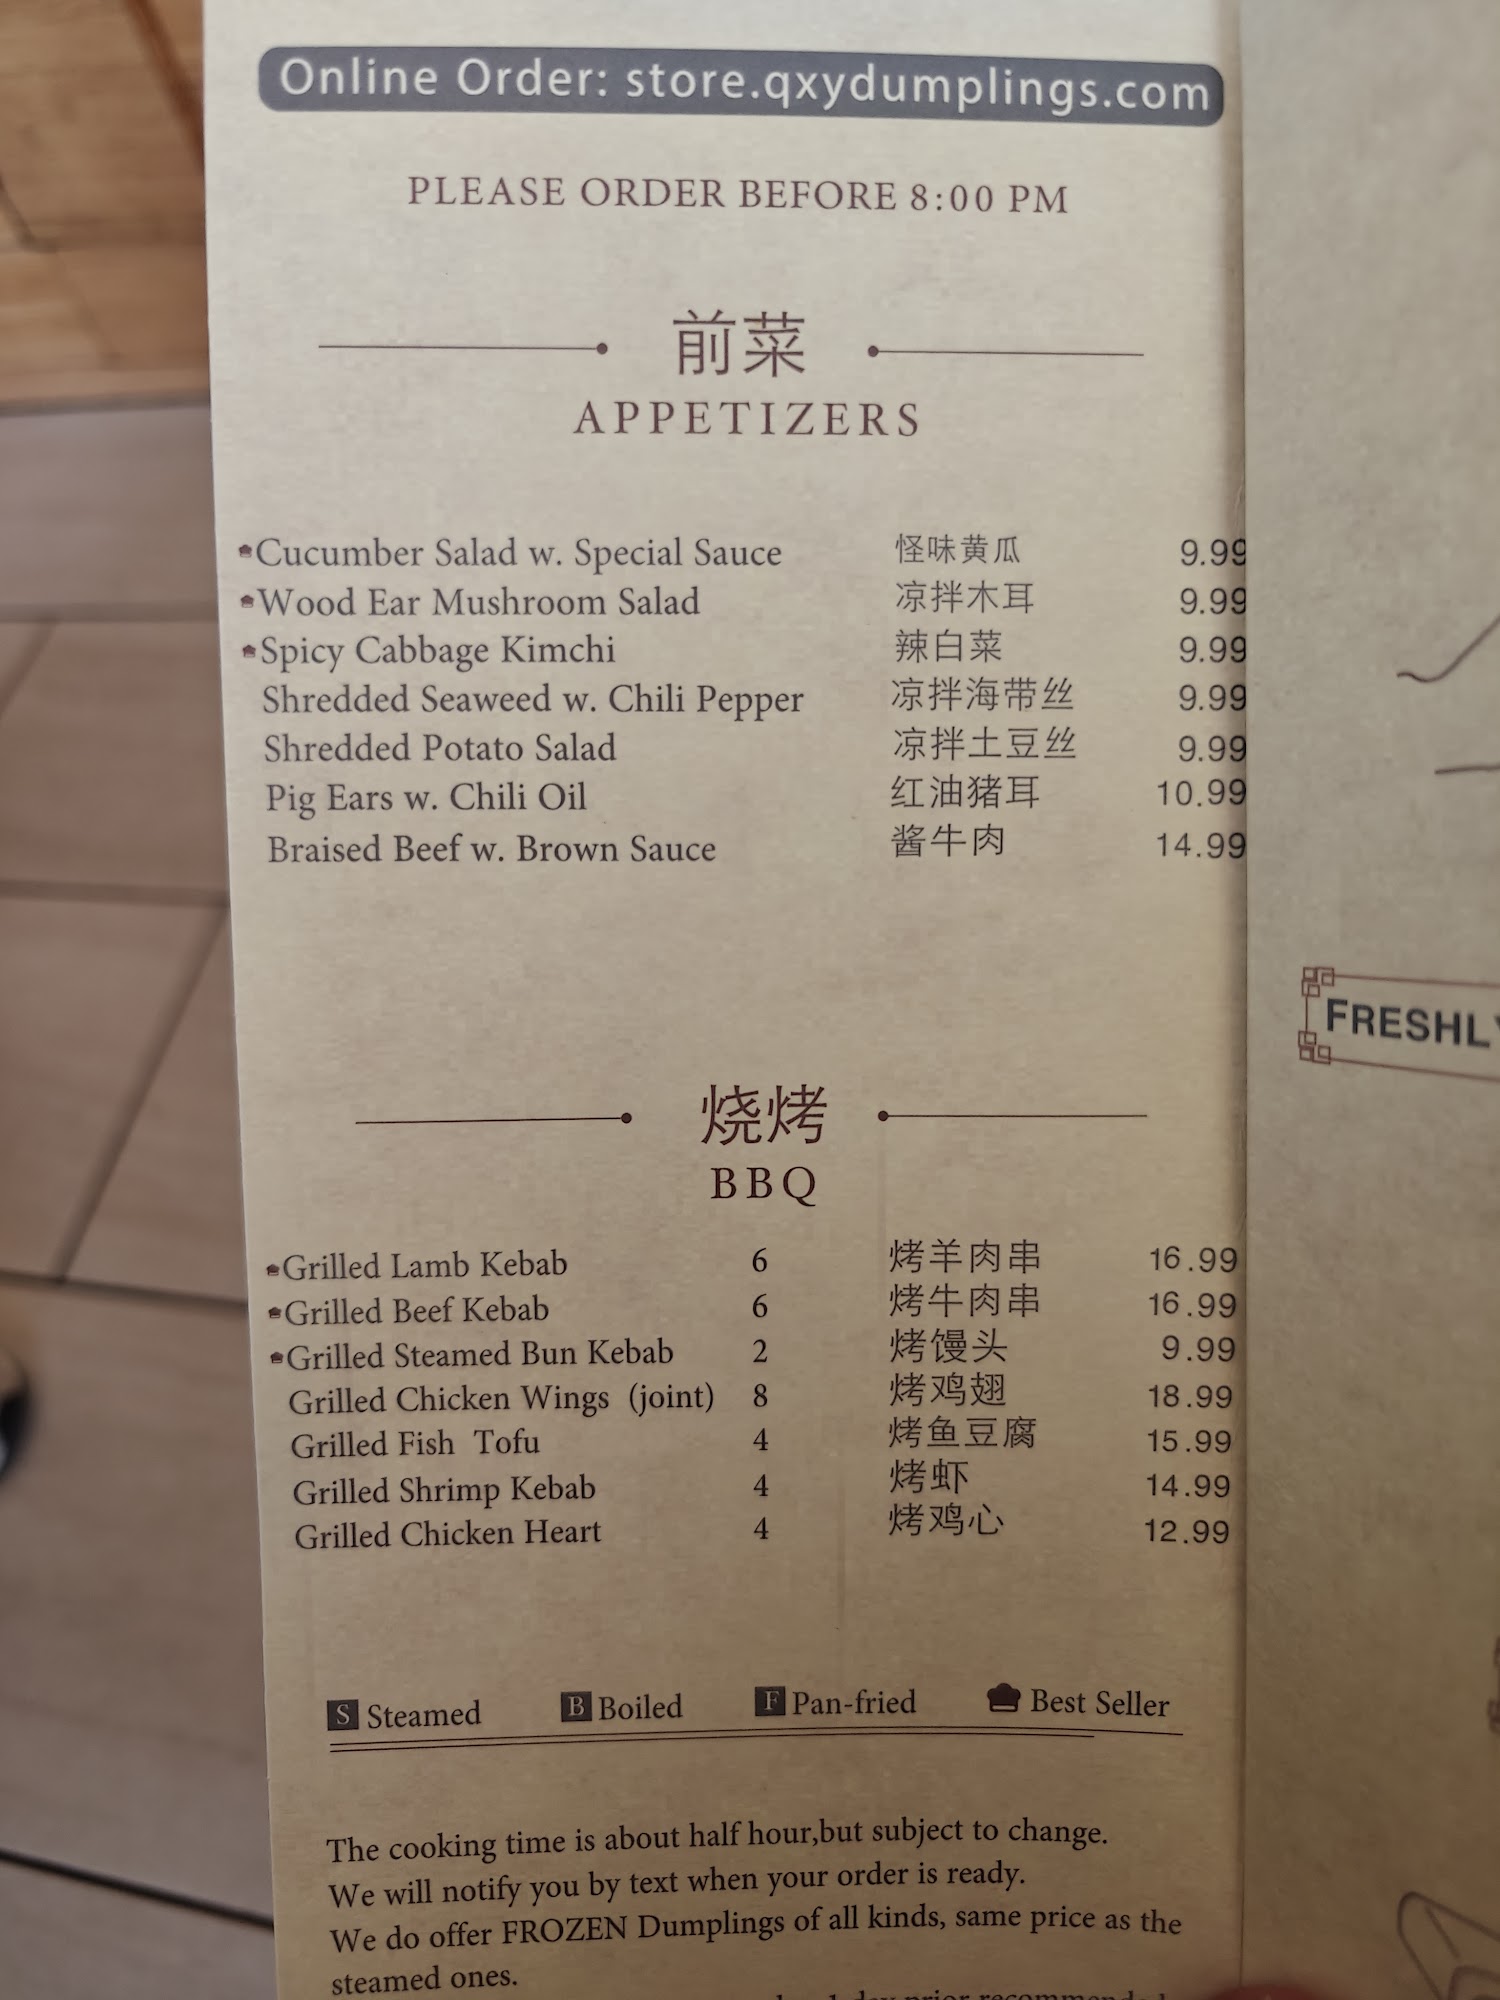 Online Order: store.qxydumplings.com
PLEASE ORDER BEFORE 8:00 PM
前菜
APPETIZERS
Cucumber Salad w. Special Sauce 怪味黄瓜 9.99
Wood Ear Mushroom Salad 凉拌木耳 9.99
Spicy Cabbage Kimchi 辣白菜 9.99
Shredded Seaweed w. Chili Pepper 凉拌海带丝 9.99
Shredded Potato Salad 凉拌土豆丝 9.99
Pig Ears w. Chili Oil 红油猪耳 10.99
Braised Beef w. Brown Sauce 酱牛肉 14.99
烧烤
BBQ
Grilled Lamb Kebab 6 烤羊肉串 16.99
Grilled Beef Kebab 6 烤牛肉串 16.99
Grilled Steamed Bun Kebab 2 烤馒头 9.99
Grilled Chicken Wings (joint) 8 烤鸡翅 18.99
Grilled Fish Tofu 4 烤鱼豆腐 15.99
Grilled Shrimp Kebab 4 烤虾 14.99
Grilled Chicken Heart 4 烤鸡心 12.99
S Steamed B Boiled F Pan-fried Best Seller
The cooking time is about half hour,but subject to change.
We will notify you by text when your order is ready.
We do offer FROZEN Dumplings of all kinds, same price as the
steamed ones.
prior recommended
FRESHLY